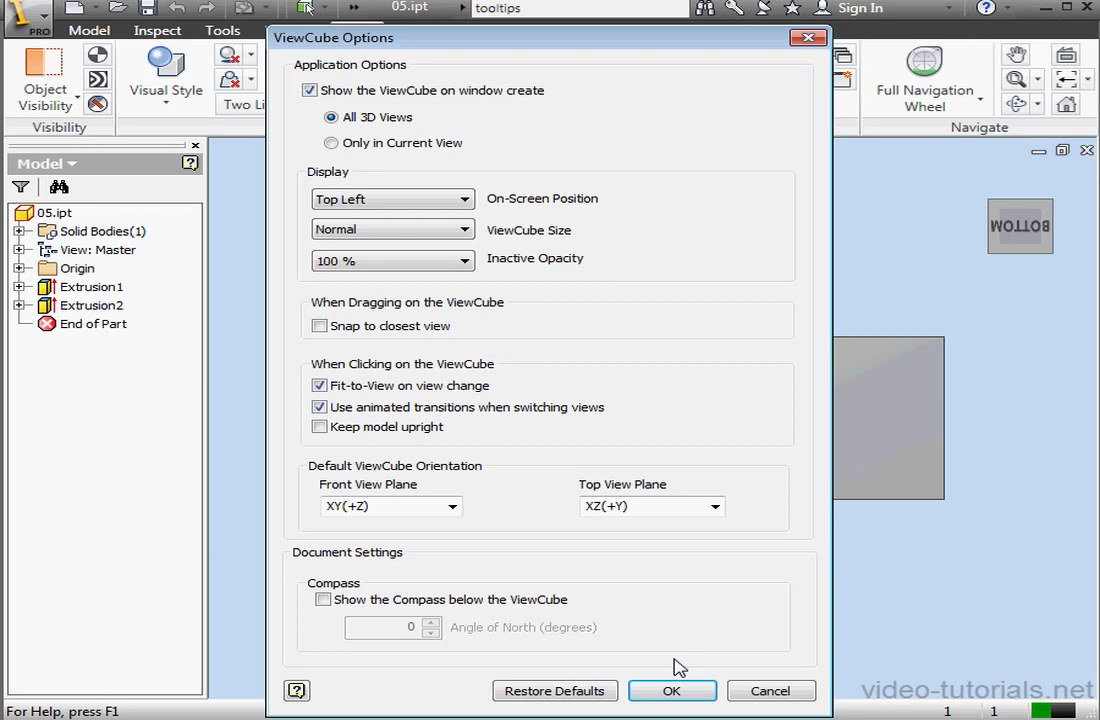 05.ipt
tooltips
Sign In
PRO
Model
Inspect
Tools
Object
Visibility
Visual Style
Two Li
Full Navigation
Wheel
Visibility
Navigate
ViewCube Options
Application Options
Show the ViewCube on window create
All 3D Views
Only in Current View
Display
Top Left
On-Screen Position
Normal
ViewCube Size
100 %
Inactive Opacity
When Dragging on the ViewCube
Snap to closest view
When Clicking on the ViewCube
Fit-to-View on view change
Use animated transitions when switching views
Keep model upright
Default ViewCube Orientation
Front View Plane
Top View Plane
XY(+Z)
XZ(+Y)
Document Settings
Compass
Show the Compass below the ViewCube
0
Angle of North (degrees)
Restore Defaults
OK
Cancel
Model
05.ipt
Solid Bodies(1)
View: Master
Origin
Extrusion1
Extrusion2
End of Part
BOTTOM
video-tutorials.net
For Help, press F1
1
1